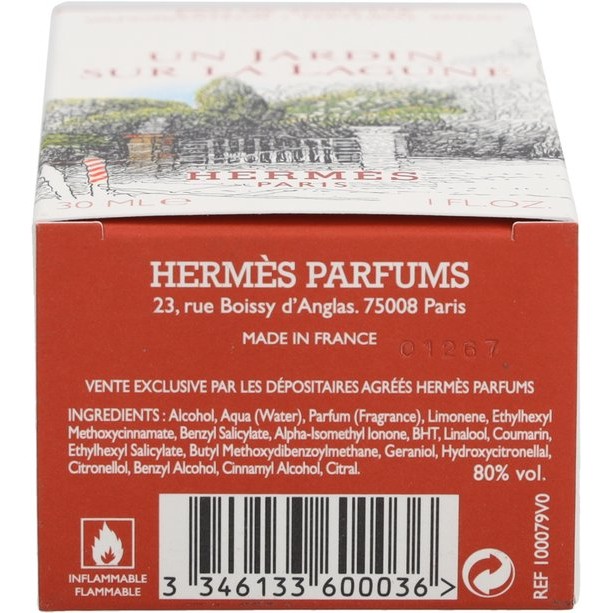 UN JARDIN
SUR LA LAGUNE
HERMÈS
PARIS
30 ML e
1 FL.OZ.
HERMÈS PARFUMS
23, rue Boissy d'Anglas. 75008 Paris
MADE IN FRANCE
01267
VENTE EXCLUSIVE PAR LES DÉPOSITAIRES AGRÉÉS HERMÈS PARFUMS
INGREDIENTS : Alcohol, Aqua (Water), Parfum (Fragrance), Limonene, Ethylhexyl
Methoxycinnamate, Benzyl Salicylate, Alpha-Isomethyl Ionone, BHT, Linalool, Coumarin,
Ethylhexyl Salicylate, Butyl Methoxydibenzoylmethane, Geraniol, Hydroxycitronellal,
Citronellol, Benzyl Alcohol, Cinnamyl Alcohol, Citral.
80% vol.
INFLAMMABLE
FLAMMABLE
3 346133 600036 >
REF 100079V0